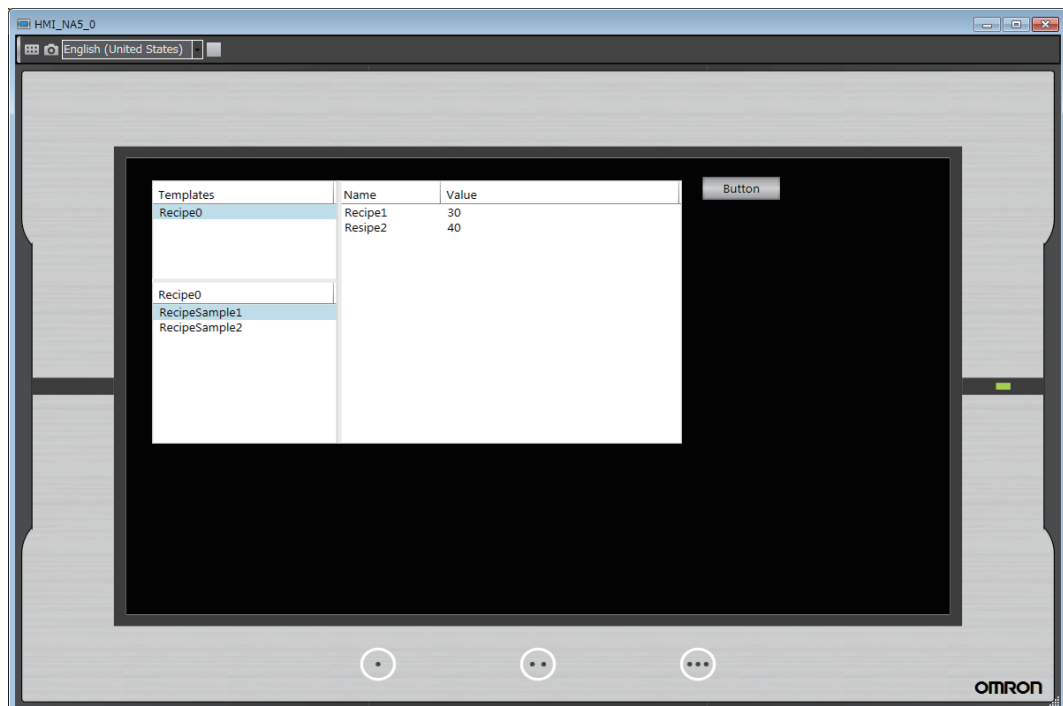 HMI_NA5_0
English (United States)
Templates
Recipe0
Name Value
Recipe1 30
Resipe2 40
Button
Recipe0
RecipeSample1
RecipeSample2
OMRON